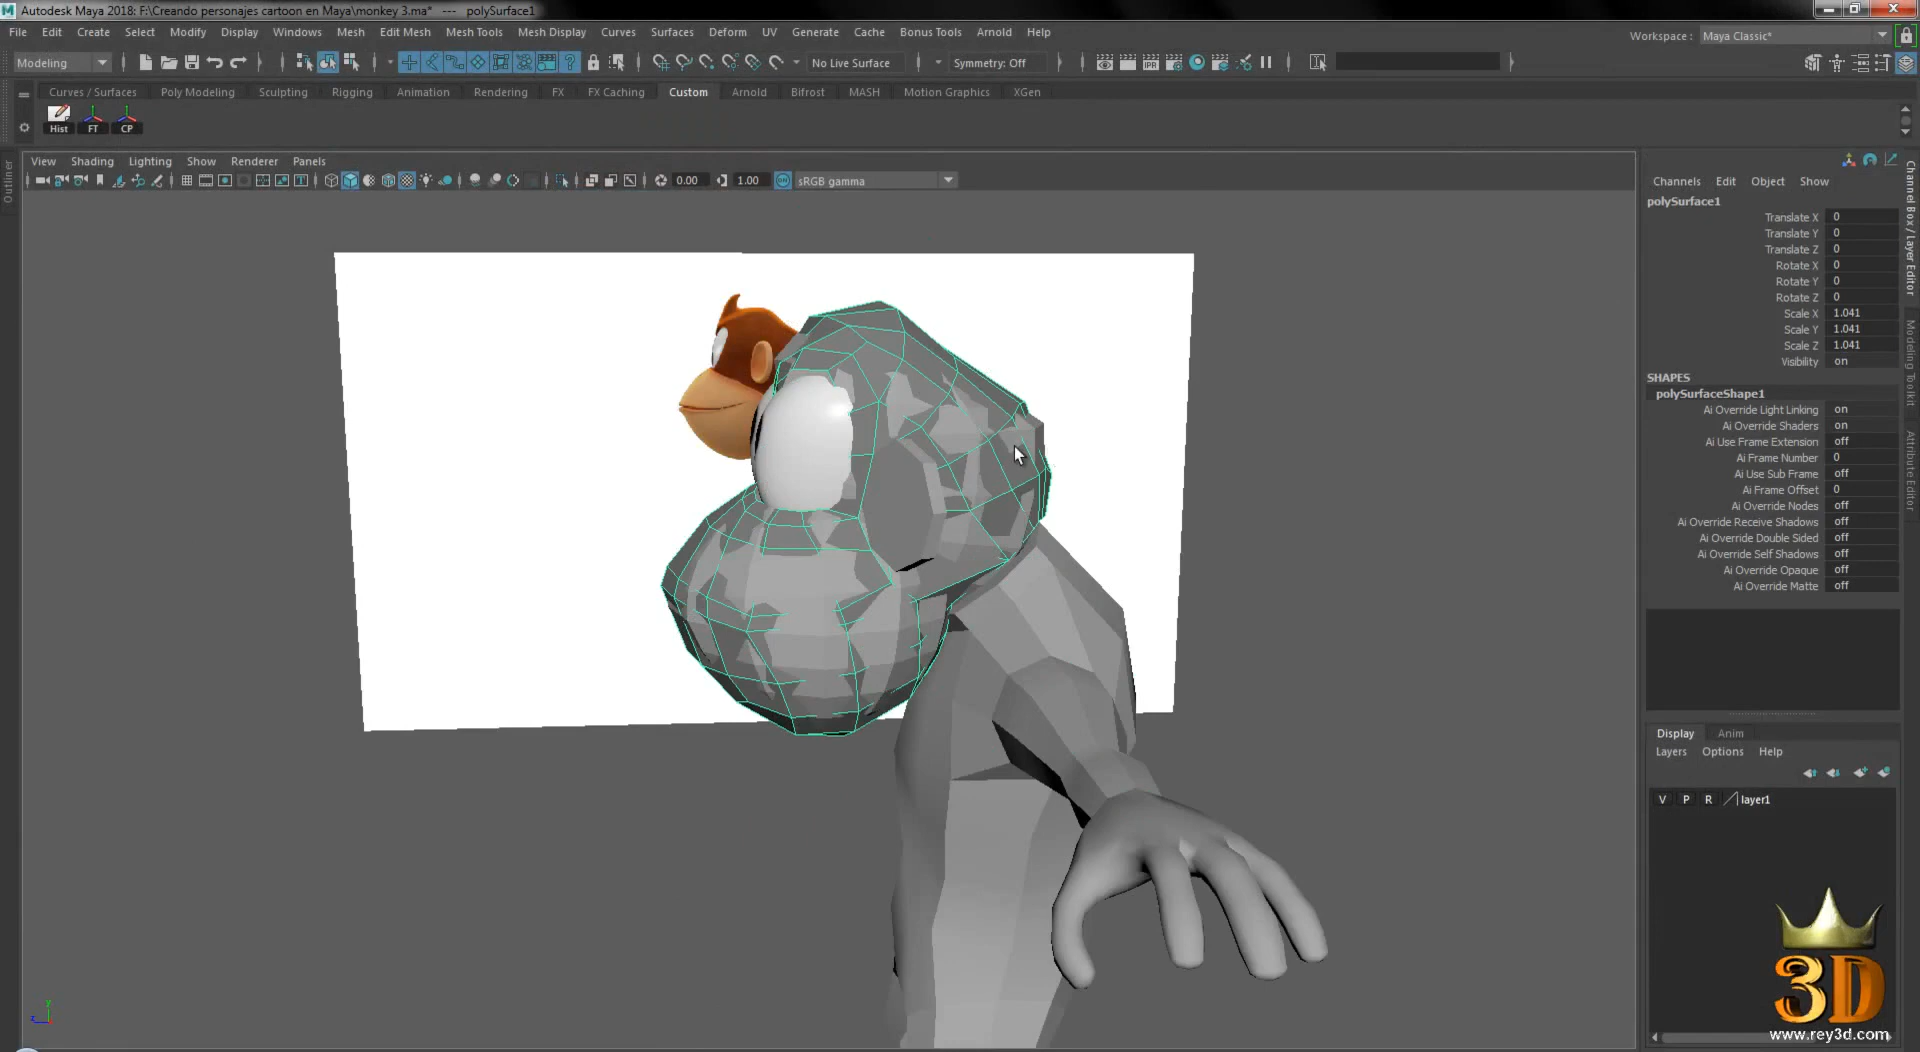 Autodesk Maya 2018: F:\Creando personajes cartoon en Maya\monkey 3.ma* --- polySurface1
File Edit Create Select Modify Display Windows Mesh Edit Mesh Mesh Tools Mesh Display Curves Surfaces Deform UV Generate Cache Bonus Tools Arnold Help
Workspace : Maya Classic*
Modeling No Live Surface Symmetry: Off
Curves / Surfaces Poly Modeling Sculpting Rigging Animation Rendering FX FX Caching Custom Arnold Bifrost MASH Motion Graphics XGen
Hist FT CP
Outliner
View Shading Lighting Show Renderer Panels
0.00 1.00 sRGB gamma
Channels Edit Object Show
polySurface1
Translate X 0
Translate Y 0
Translate Z 0
Rotate X 0
Rotate Y 0
Rotate Z 0
Scale X 1.041
Scale Y 1.041
Scale Z 1.041
Visibility on
SHAPES
polySurfaceShape1
Ai Override Light Linking on
Ai Override Shaders on
Ai Use Frame Extension off
Ai Frame Number 0
Ai Use Sub Frame off
Ai Frame Offset 0
Ai Override Nodes off
Ai Override Receive Shadows off
Ai Override Double Sided off
Ai Override Self Shadows off
Ai Override Opaque off
Ai Override Matte off
Channel Box / Layer Editor
Modeling Toolkit
Attribute Editor
Display Anim
Layers Options Help
V P R layer1
3D
www.rey3d.com
y
z